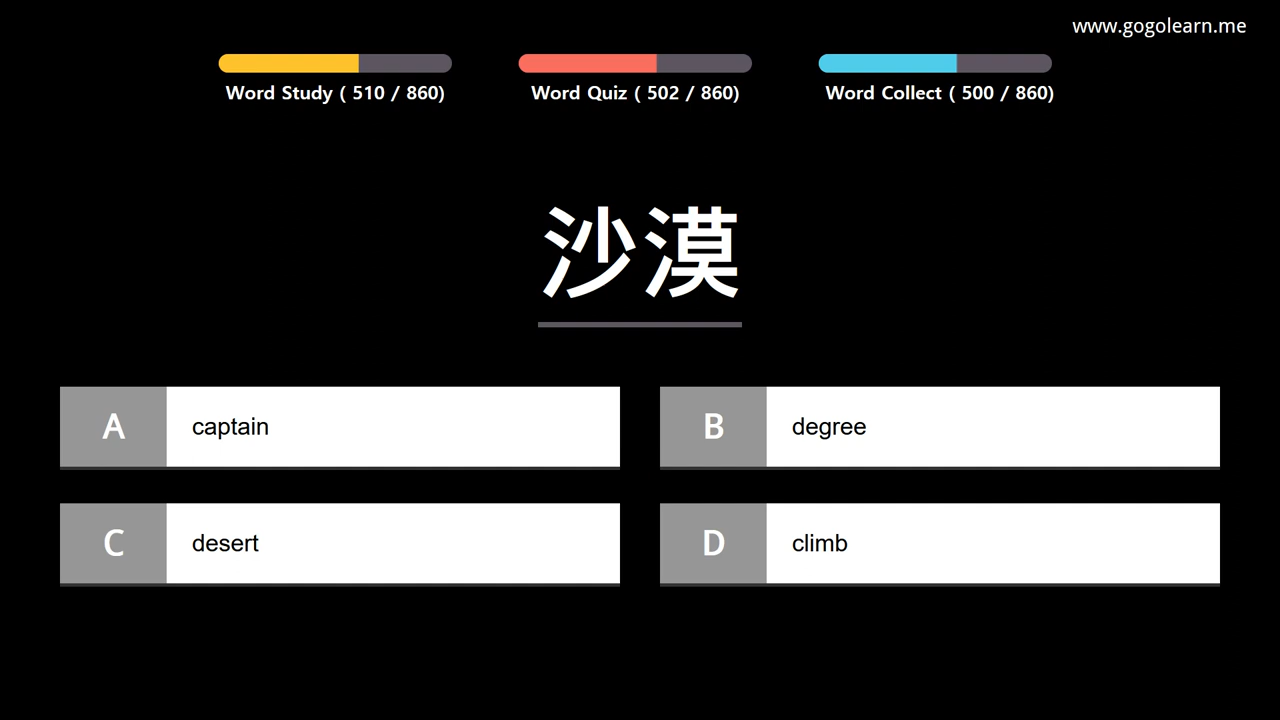 www.gogolearn.me
Word Study ( 510 / 860)
Word Quiz ( 502 / 860)
Word Collect ( 500 / 860)
沙漠
A captain
B degree
C desert
D climb